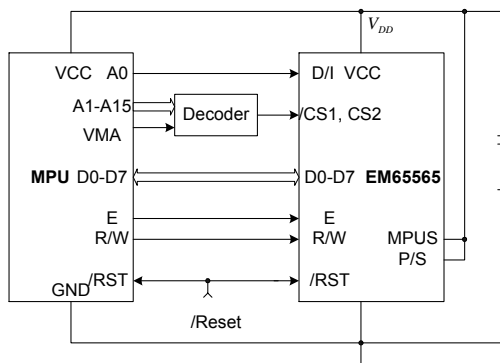 V_DD
VCC A0 D/I VCC
A1-A15 Decoder /CS1, CS2
VMA
MPU D0-D7 D0-D7 EM65565
E E
R/W R/W
MPUS
P/S
/RST /RST
GND
/Reset